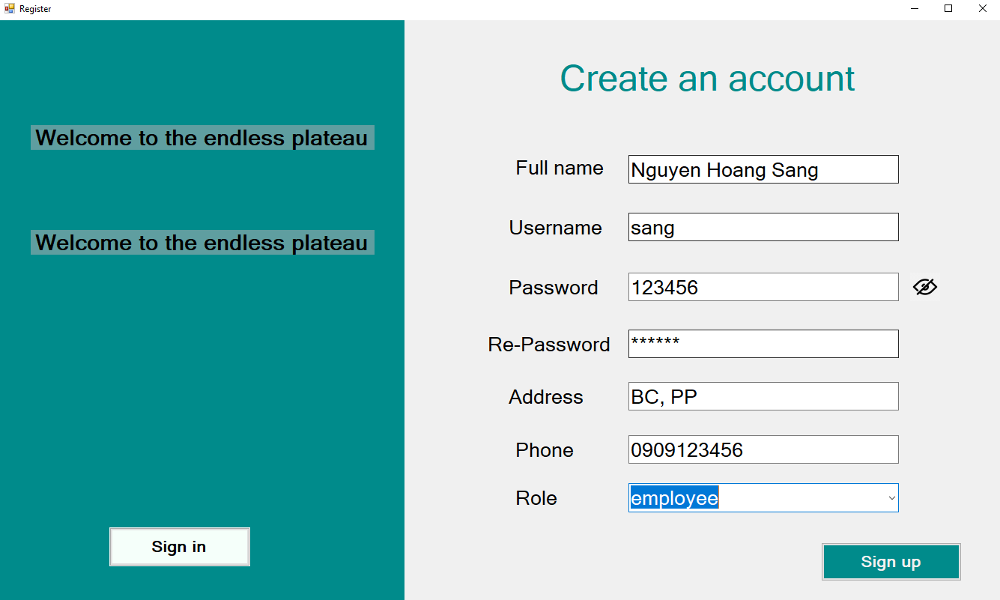 Register
Welcome to the endless plateau
Welcome to the endless plateau
Sign in
Create an account
Full name Nguyen Hoang Sang
Username sang
Password 123456
Re-Password ******
Address BC, PP
Phone 0909123456
Role employee
Sign up